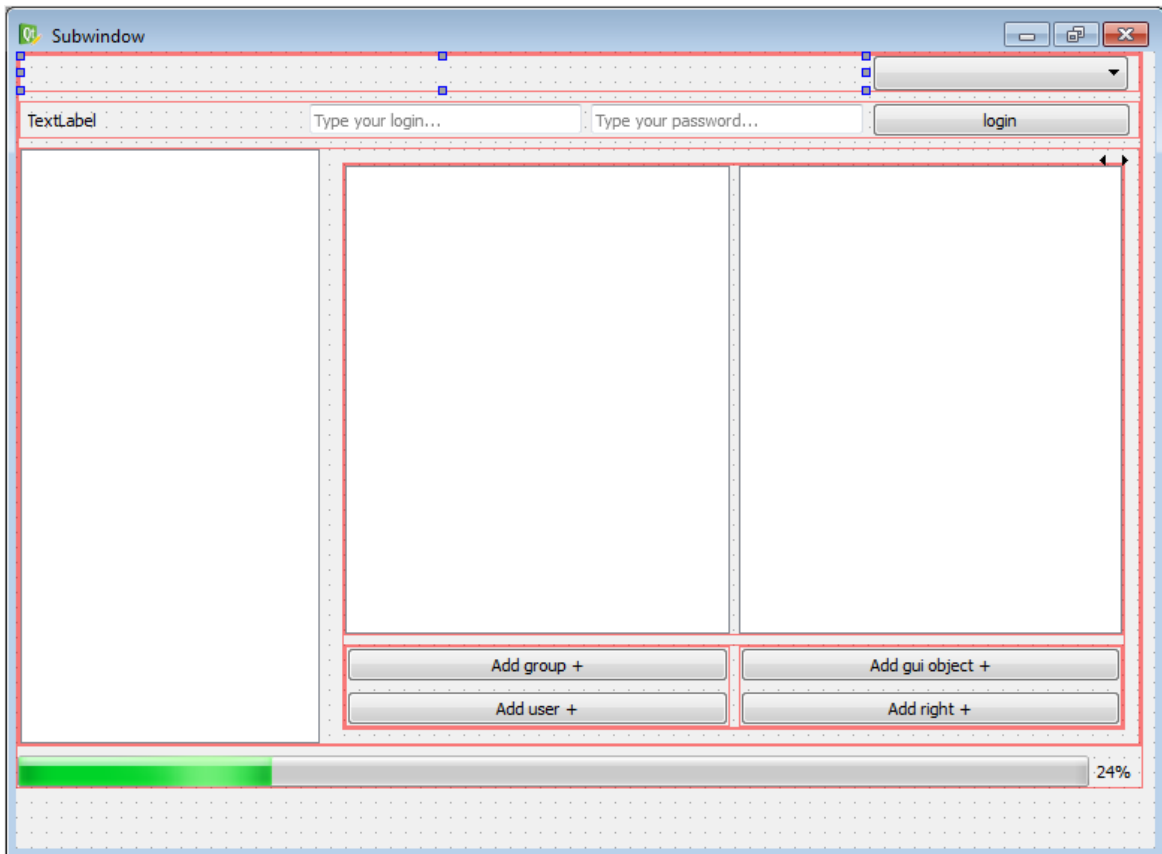 Subwindow
TextLabel Type your login... Type your password... login
Add group + Add gui object +
Add user + Add right +
24%